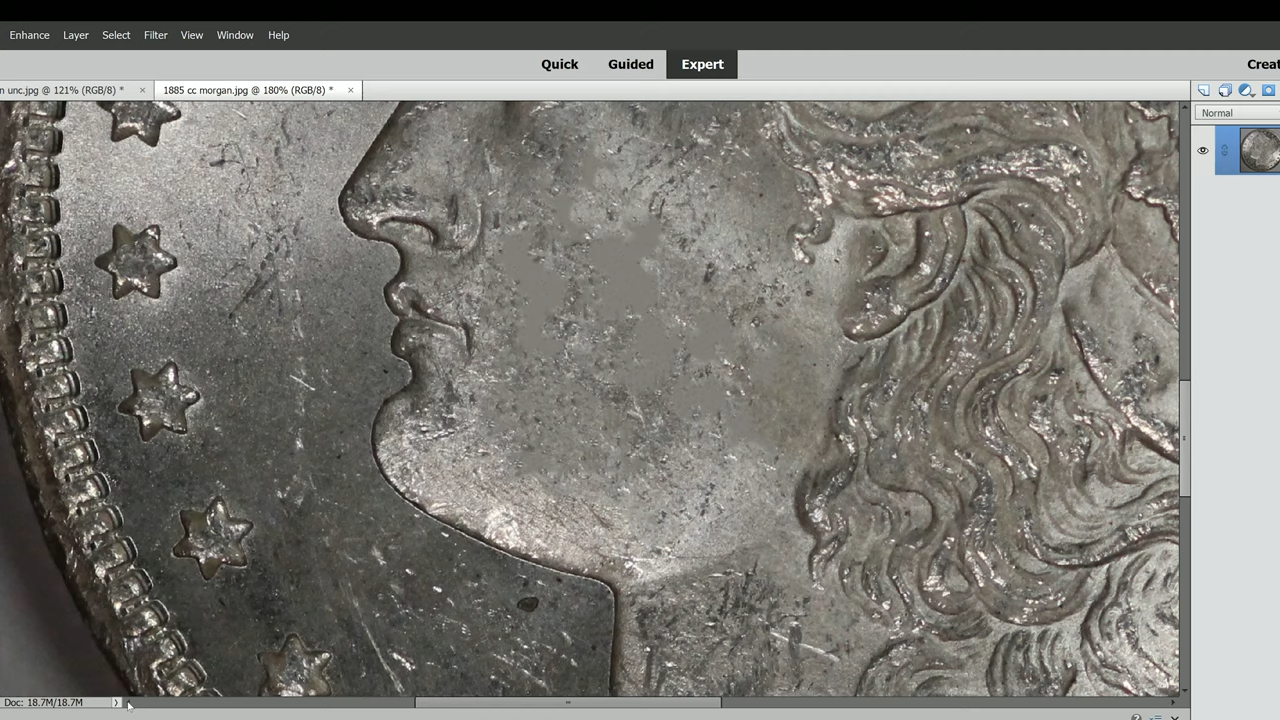 Enhance Layer Select Filter View Window Help
Quick Guided Expert Creat
n unc.jpg @ 121% (RGB/8) * × 1885 cc morgan.jpg @ 180% (RGB/8) * ×
Normal
Doc: 18.7M/18.7M